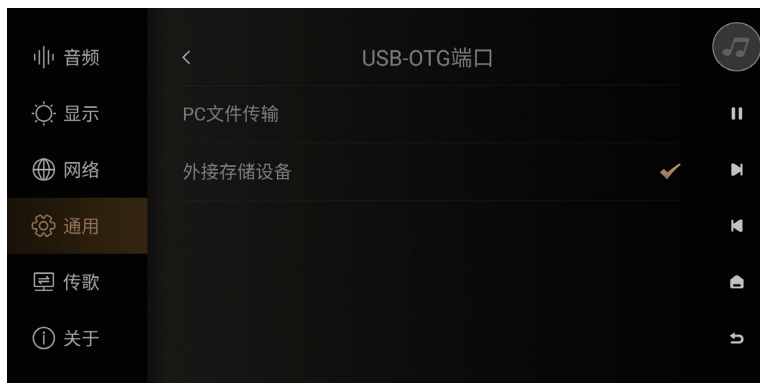 音频
显示
网络
通用
传歌
关于
USB-OTG端口
PC文件传输
外接存储设备